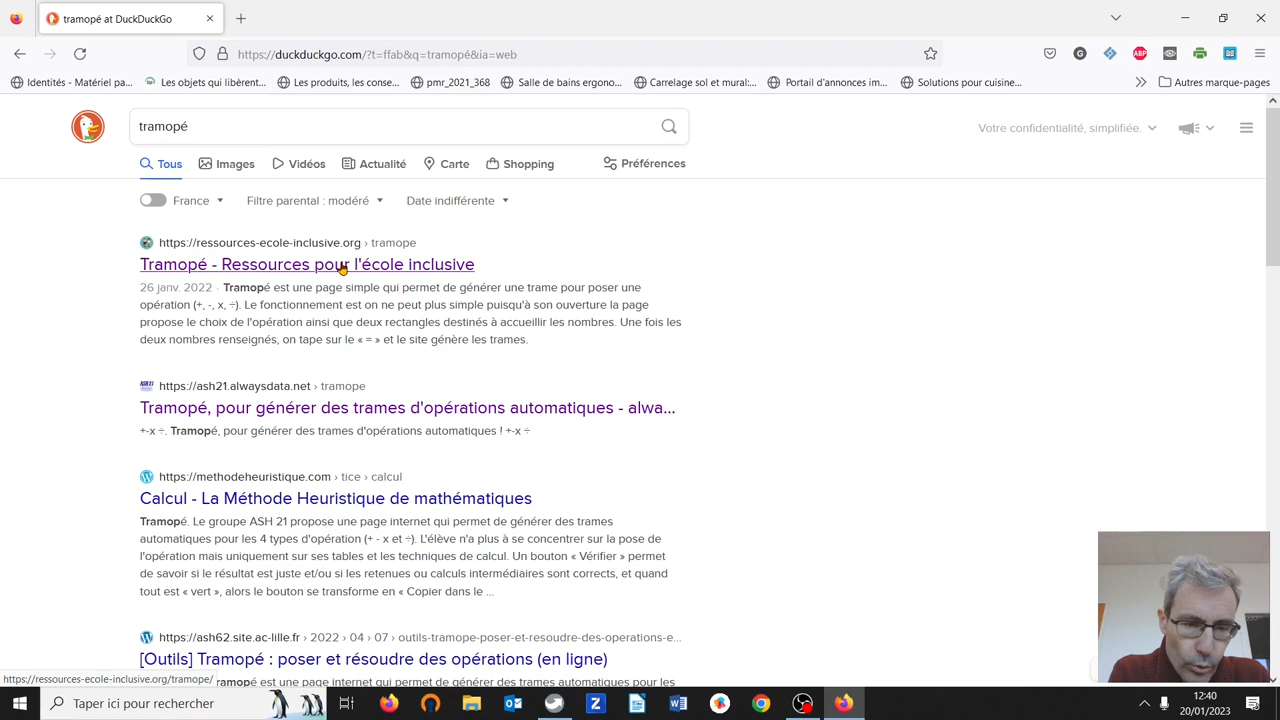 tramopé at DuckDuckGo
https://duckduckgo.com/?t=ffab&q=tramopé&ia=web
Identités - Matériel pa... Les objets qui libèrent... Les produits, les conse... pmr_2021_368 Salle de bains ergono... Carrelage sol et mural:... Portail d'annonces im... Solutions pour cuisine... Autres marque-pages
tramopé
Votre confidentialité, simplifiée.
Tous Images Vidéos Actualité Carte Shopping Préférences
France Filtre parental : modéré Date indifférente
https://ressources-ecole-inclusive.org › tramope
Tramopé - Ressources pour l'école inclusive
26 janv. 2022 · Tramopé est une page simple qui permet de générer une trame pour poser une
opération (+, -, x, ÷). Le fonctionnement est on ne peut plus simple puisqu'à son ouverture la page
propose le choix de l'opération ainsi que deux rectangles destinés à accueillir les nombres. Une fois les
deux nombres renseignés, on tape sur le « = » et le site génère les trames.
https://ash21.alwaysdata.net › tramope
Tramopé, pour générer des trames d'opérations automatiques - alwa...
+-x ÷. Tramopé, pour générer des trames d'opérations automatiques ! +-x ÷
https://methodeheuristique.com › tice › calcul
Calcul - La Méthode Heuristique de mathématiques
Tramopé. Le groupe ASH 21 propose une page internet qui permet de générer des trames
automatiques pour les 4 types d'opération (+ - x et ÷). L'élève n'a plus à se concentrer sur la pose de
l'opération mais uniquement sur ses tables et les techniques de calcul. Un bouton « Vérifier » permet
de savoir si le résultat est juste et/ou si les retenues ou calculs intermédiaires sont corrects, et quand
tout est « vert », alors le bouton se transforme en « Copier dans le ...
https://ash62.site.ac-lille.fr › 2022 › 04 › 07 › outils-tramope-poser-et-resoudre-des-operations-e...
[Outils] Tramopé : poser et résoudre des opérations (en ligne)
https://ressources-ecole-inclusive.org/tramope/
ramopé qui permet de générer des trames automatiques pour les
Taper ici pour rechercher
12:40
20/01/2023